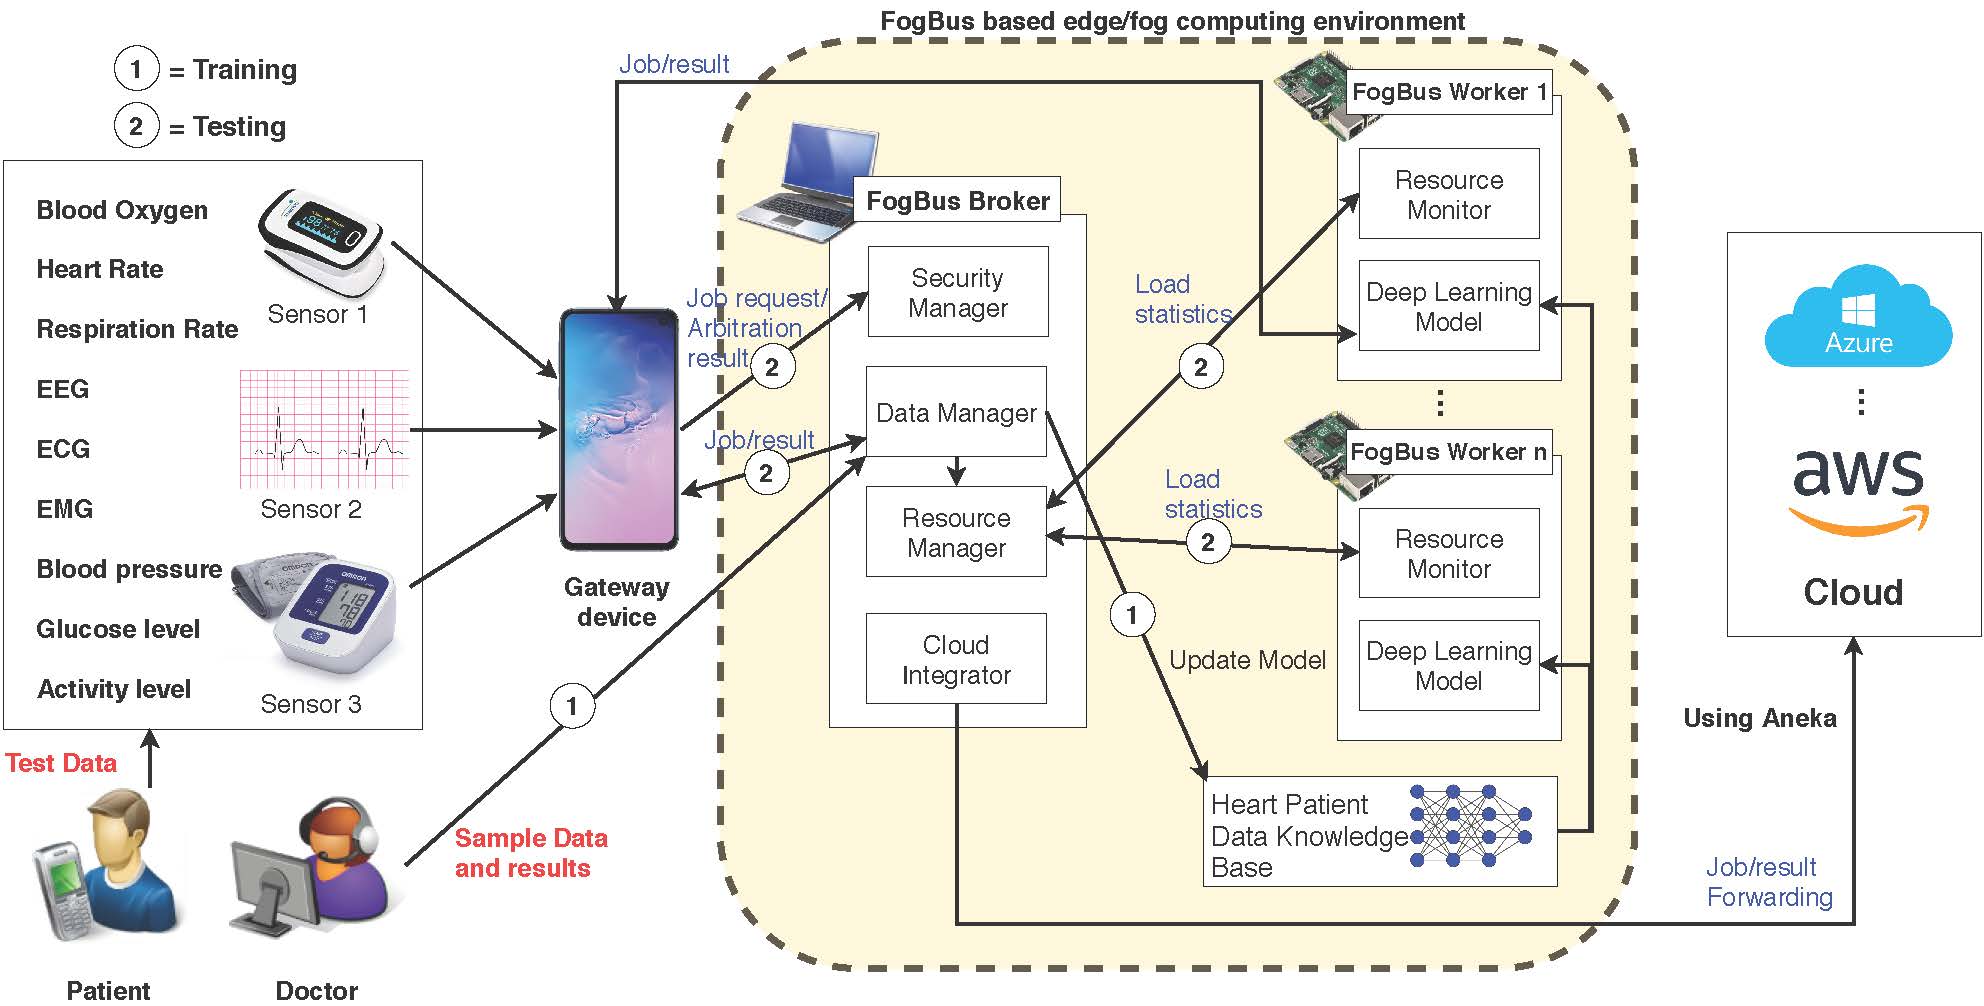 FogBus based edge/fog computing environment
1 = Training
2 = Testing
Blood Oxygen
Heart Rate
Respiration Rate
EEG
ECG
EMG
Blood pressure
Glucose level
Activity level
Sensor 1
Sensor 2
OMRON
Sensor 3
Test Data
Patient
Doctor
Sample Data
and results
1
Gateway
device
Job/result
Job request/
Arbitration
result
2
Job/result
2
FogBus Broker
Security
Manager
Data Manager
Resource
Manager
Cloud
Integrator
Load
statistics
2
Load
statistics
2
1
Update Model
FogBus Worker 1
Resource
Monitor
Deep Learning
Model
...
FogBus Worker n
Resource
Monitor
Deep Learning
Model
Heart Patient
Data Knowledge
Base
Azure
...
aws
Cloud
Using Aneka
Job/result
Forwarding